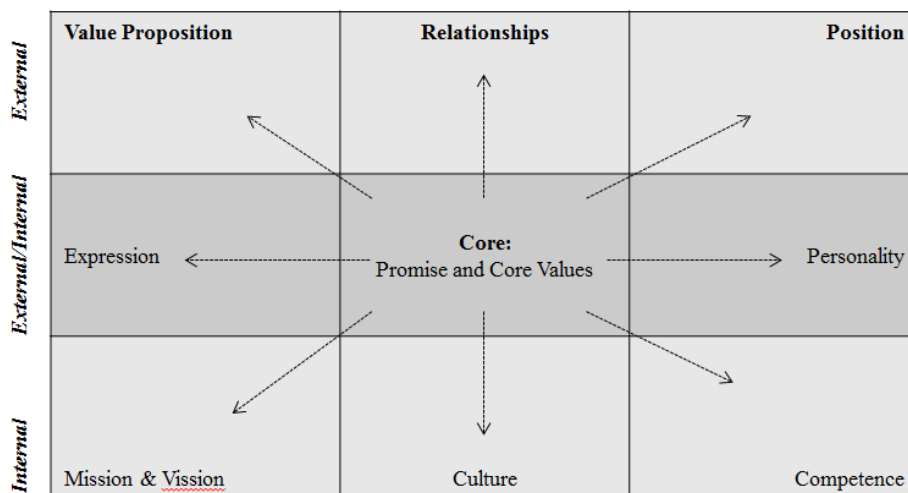 External
Value Proposition
Relationships
Position
External/Internal
Expression
Core:
Promise and Core Values
Personality
Internal
Mission & Vission
Culture
Competence